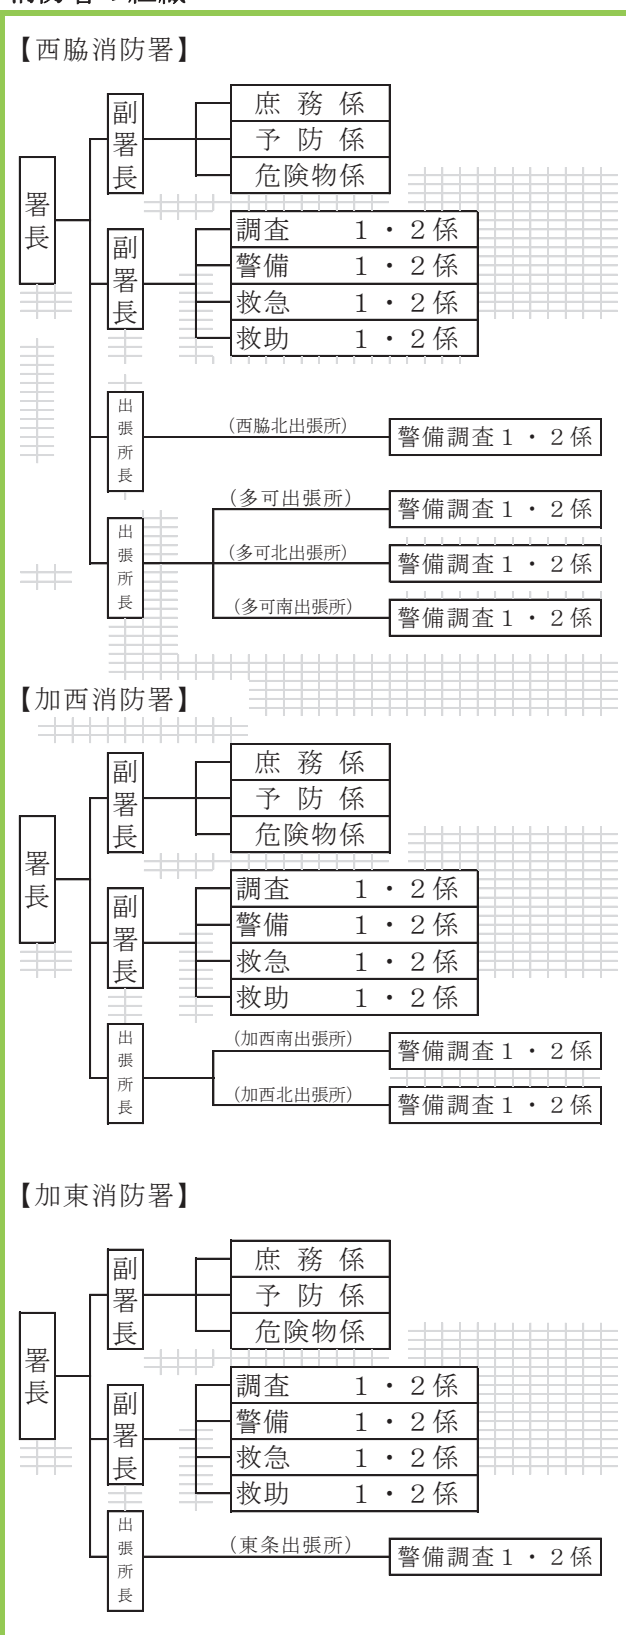 【西脇消防署】
署長
副署長
庶務係
予防係
危険物係
副署長
調査 １・２係
警備 １・２係
救急 １・２係
救助 １・２係
出張所長
（西脇北出張所）
警備調査１・２係
出張所長
（多可出張所）
警備調査１・２係
（多可北出張所）
警備調査１・２係
（多可南出張所）
警備調査１・２係
【加西消防署】
署長
副署長
庶務係
予防係
危険物係
副署長
調査 １・２係
警備 １・２係
救急 １・２係
救助 １・２係
出張所長
（加西南出張所）
警備調査１・２係
（加西北出張所）
警備調査１・２係
【加東消防署】
署長
副署長
庶務係
予防係
危険物係
副署長
調査 １・２係
警備 １・２係
救急 １・２係
救助 １・２係
出張所長
（東条出張所）
警備調査１・２係